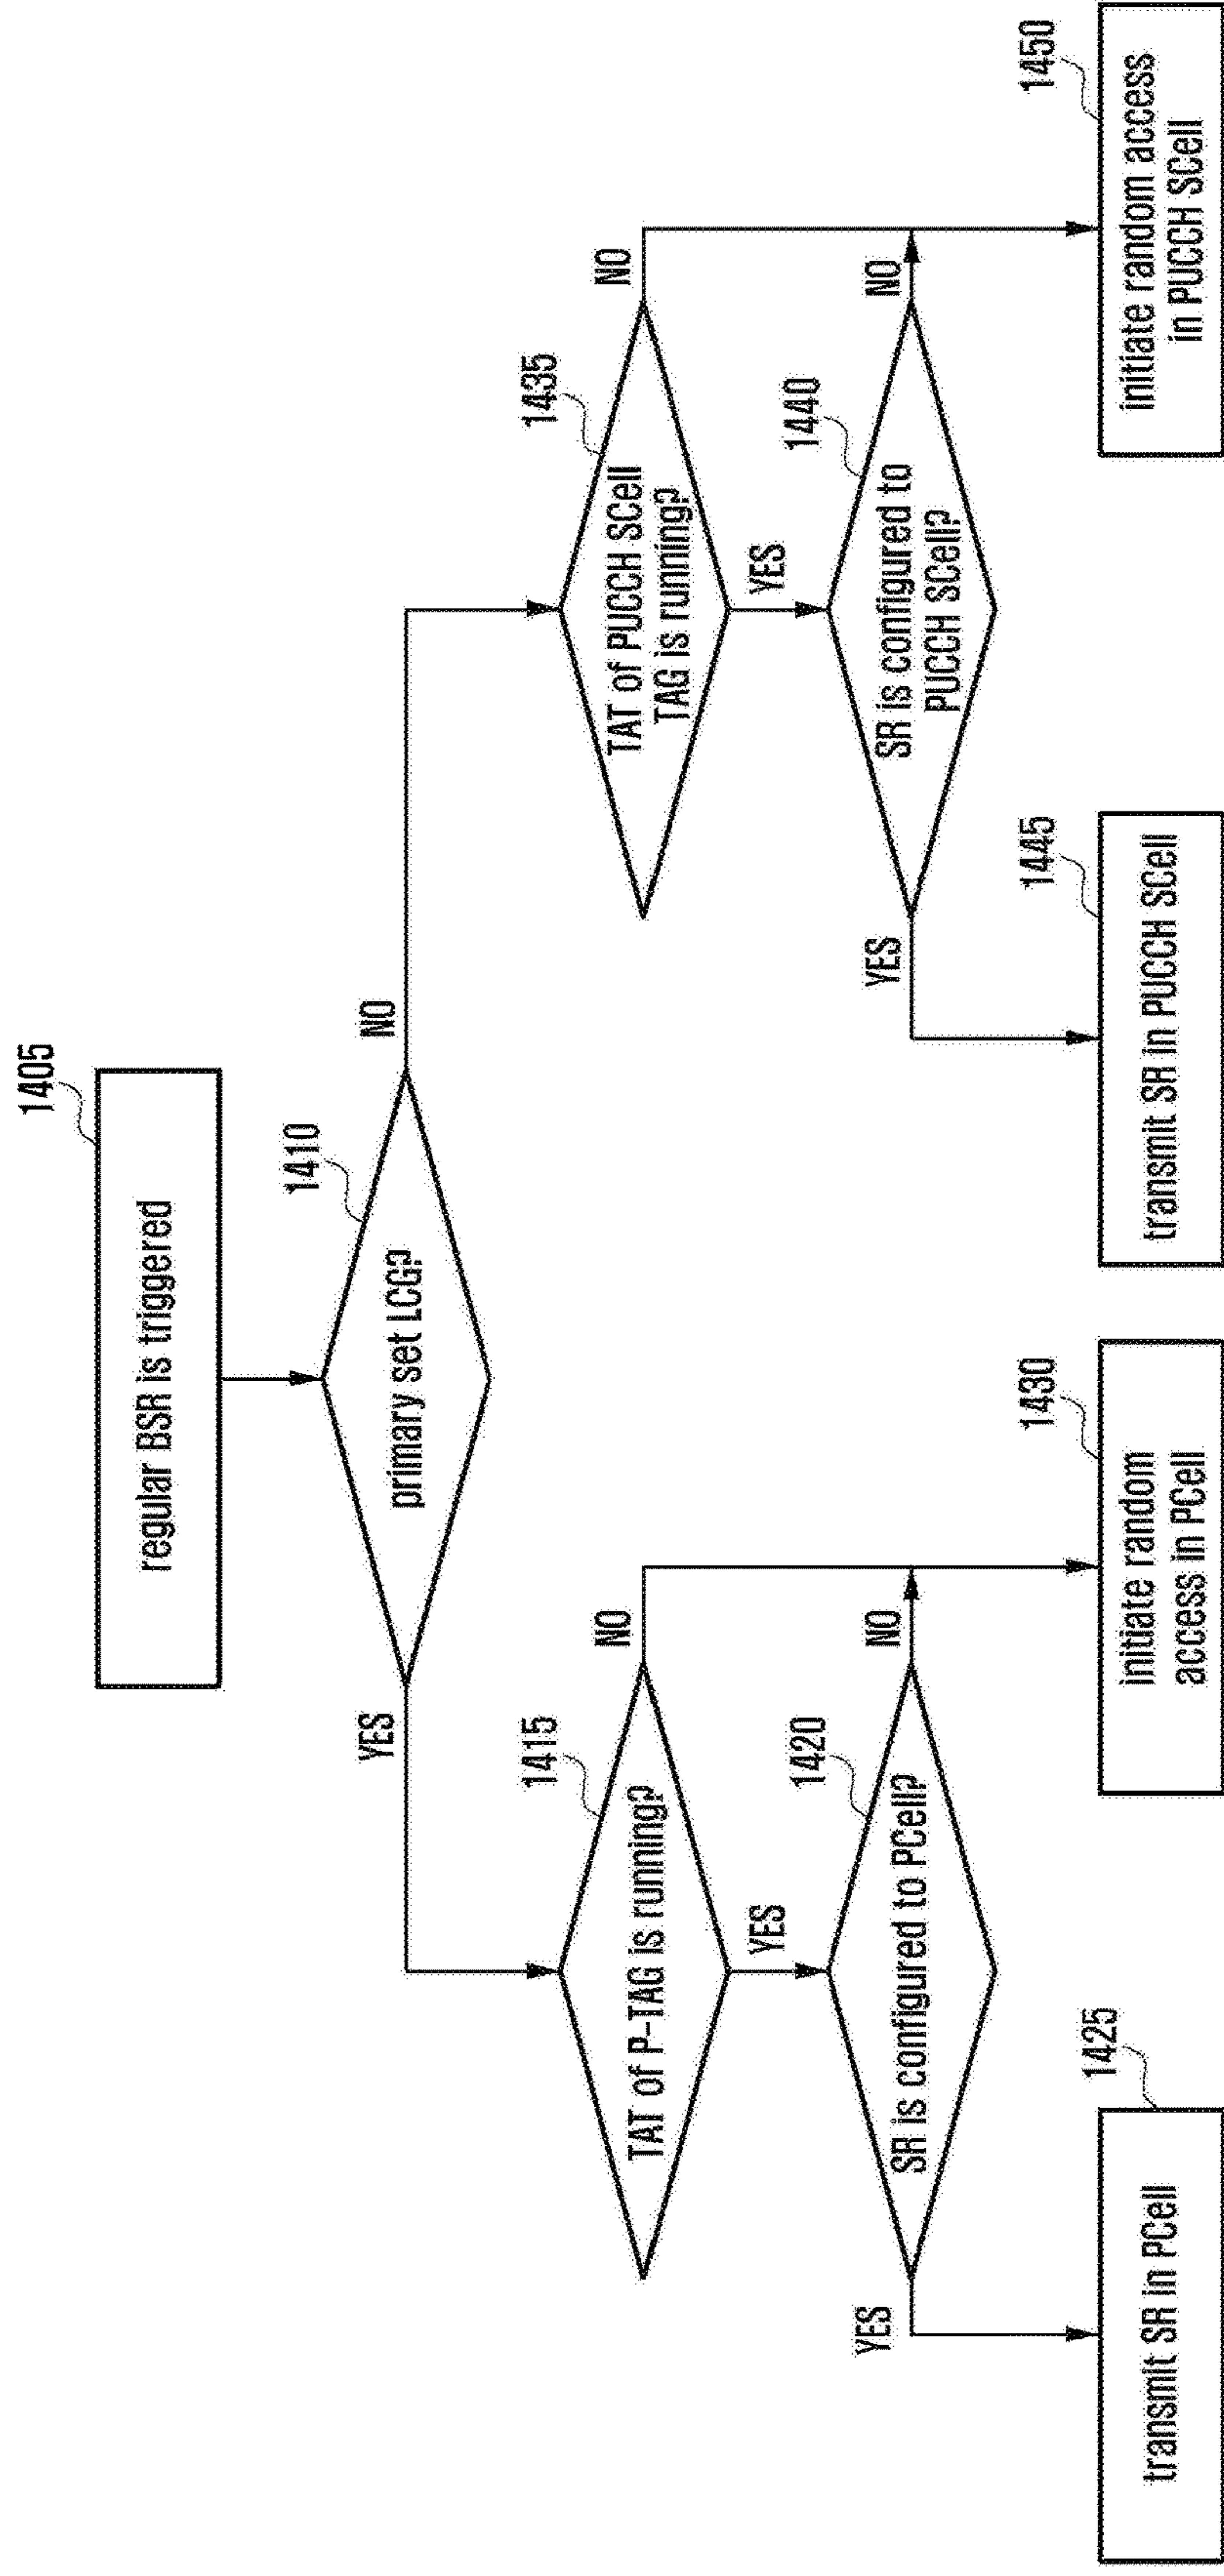 1405
regular BSR is triggered
1410
primary set LCG?
YES
NO
1415
TAT of P-TAG is running?
NO
YES
1420
SR is configured to PCell?
YES
NO
1425
transmit SR in PCell
1430
initiate random
access in PCell
1435
TAT of PUCCH SCell
TAG is running?
NO
YES
1440
SR is configured to
PUCCH SCell?
YES
NO
1445
transmit SR in PUCCH SCell
1450
initiate random access
in PUCCH SCell